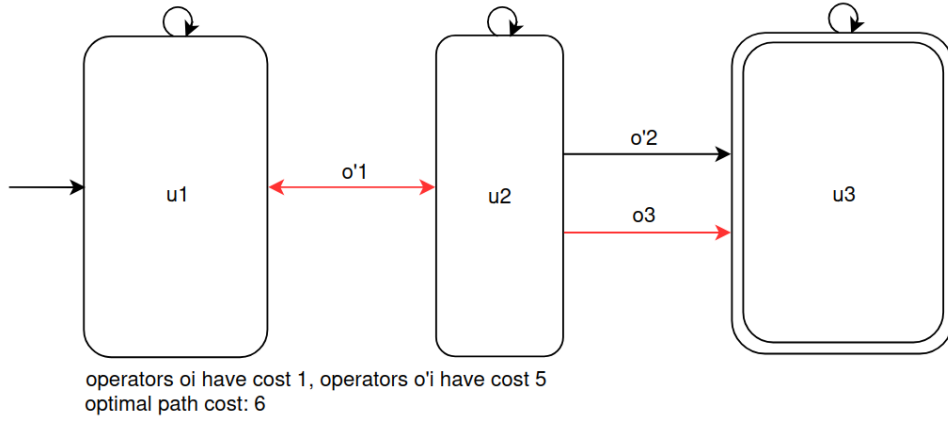 o'1
o'2
u1
u2
u3
o3
operators oi have cost 1, operators o'i have cost 5
optimal path cost: 6